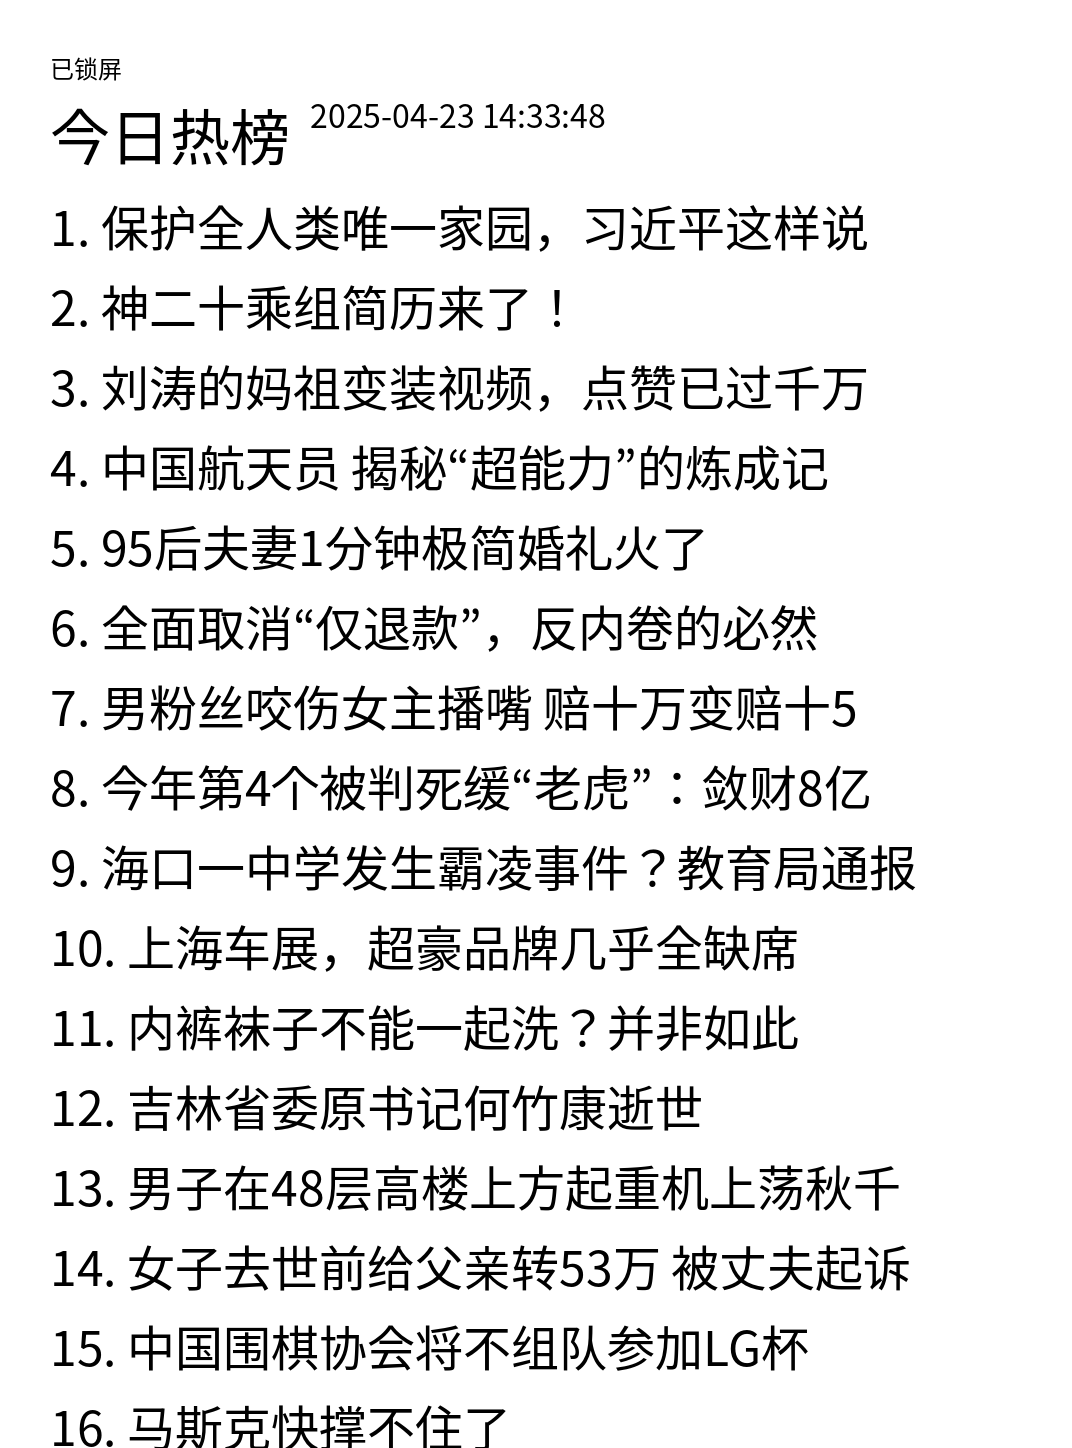 已锁屏
今日热榜 2025-04-23 14:33:48
1. 保护全人类唯一家园，习近平这样说
2. 神二十乘组简历来了！
3. 刘涛的妈祖变装视频，点赞已过千万
4. 中国航天员 揭秘“超能力”的炼成记
5. 95后夫妻1分钟极简婚礼火了
6. 全面取消“仅退款”，反内卷的必然
7. 男粉丝咬伤女主播嘴 赔十万变赔十5
8. 今年第4个被判死缓“老虎”：敛财8亿
9. 海口一中学发生霸凌事件？教育局通报
10. 上海车展，超豪品牌几乎全缺席
11. 内裤袜子不能一起洗？并非如此
12. 吉林省委原书记何竹康逝世
13. 男子在48层高楼上方起重机上荡秋千
14. 女子去世前给父亲转53万 被丈夫起诉
15. 中国围棋协会将不组队参加LG杯
16. 马斯克快撑不住了